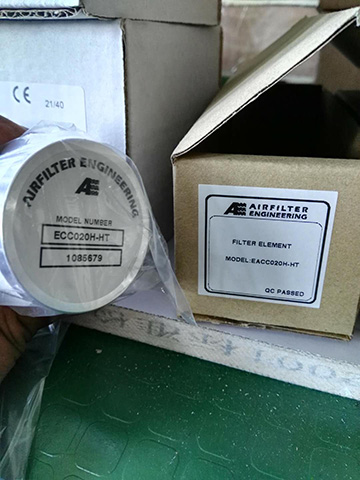 CE
21/40
AIRFILTER ENGINEERING
AE
MODEL NUMBER
ECC020H-HT
1085679
AE AIRFILTER
ENGINEERING
FILTER ELEMENT
MODEL:EACC020H-HT
QC PASSED